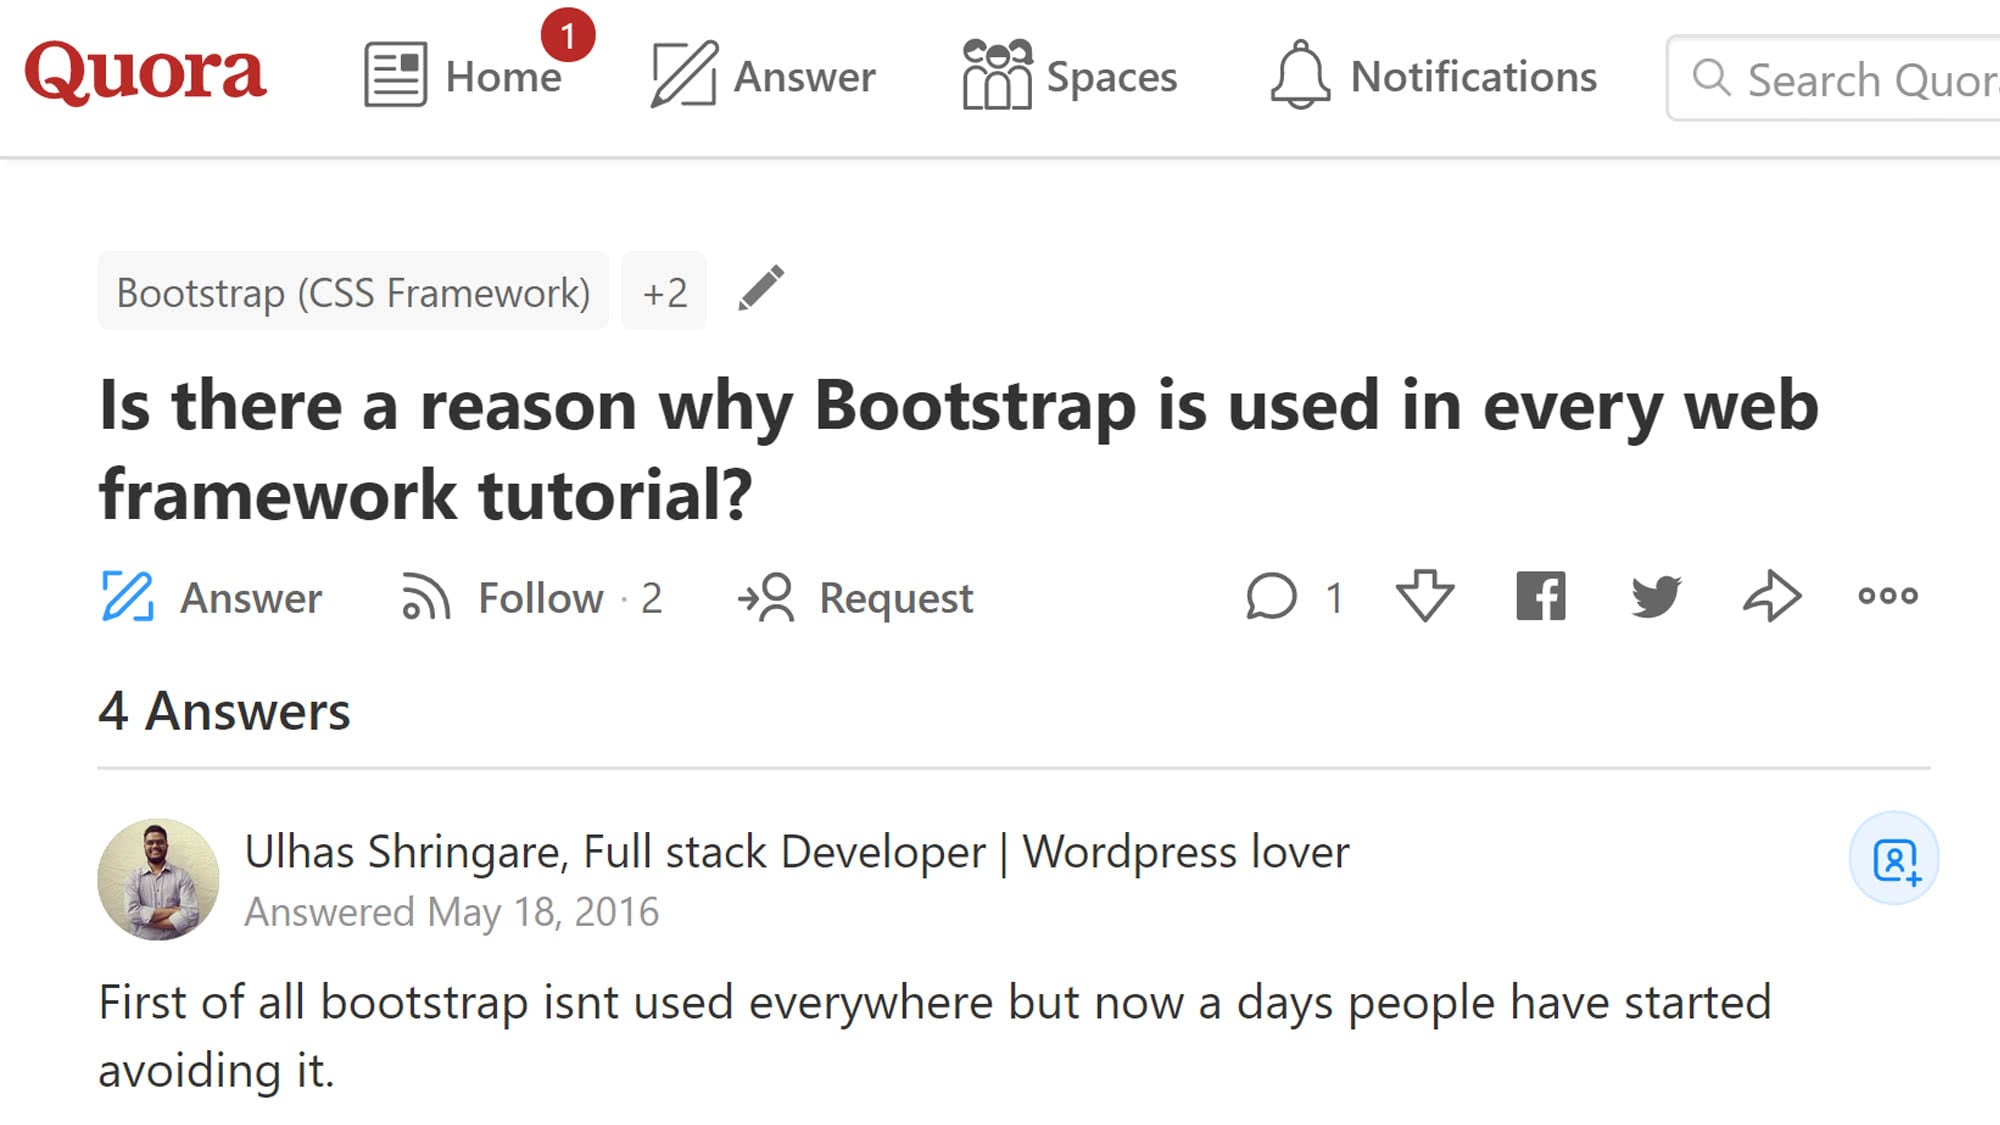 Quora Home 1 Answer Spaces Notifications Search Quor
Bootstrap (CSS Framework) +2
Is there a reason why Bootstrap is used in every web
framework tutorial?
Answer Follow · 2 Request 1
4 Answers
Ulhas Shringare, Full stack Developer | Wordpress lover
Answered May 18, 2016
First of all bootstrap isnt used everywhere but now a days people have started
avoiding it.